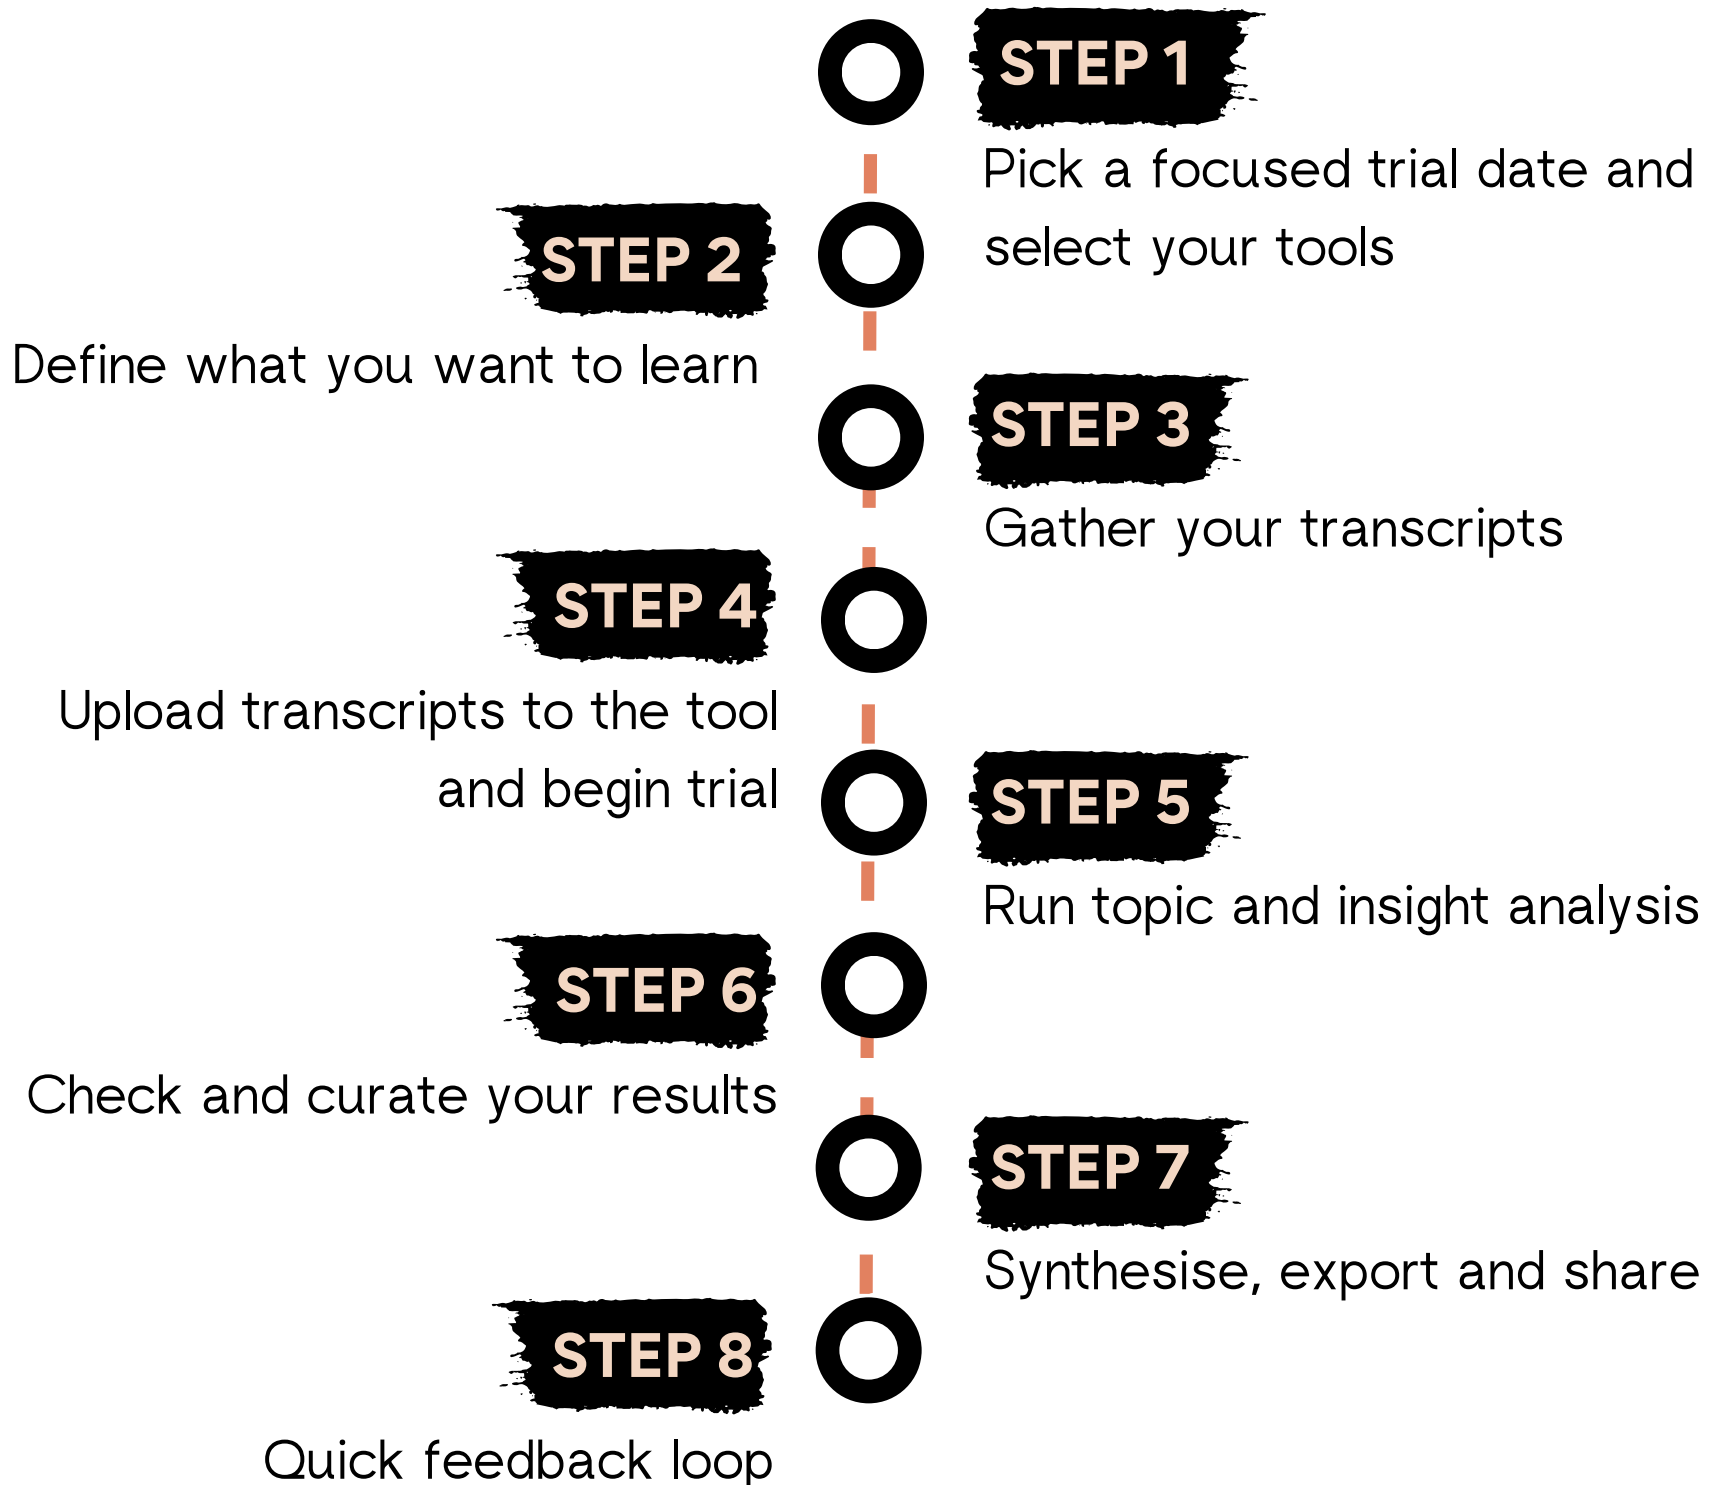 STEP 1
Pick a focused trial date and
select your tools
STEP 2
Define what you want to learn
STEP 3
Gather your transcripts
STEP 4
Upload transcripts to the tool
and begin trial
STEP 5
Run topic and insight analysis
STEP 6
Check and curate your results
STEP 7
Synthesise, export and share
STEP 8
Quick feedback loop